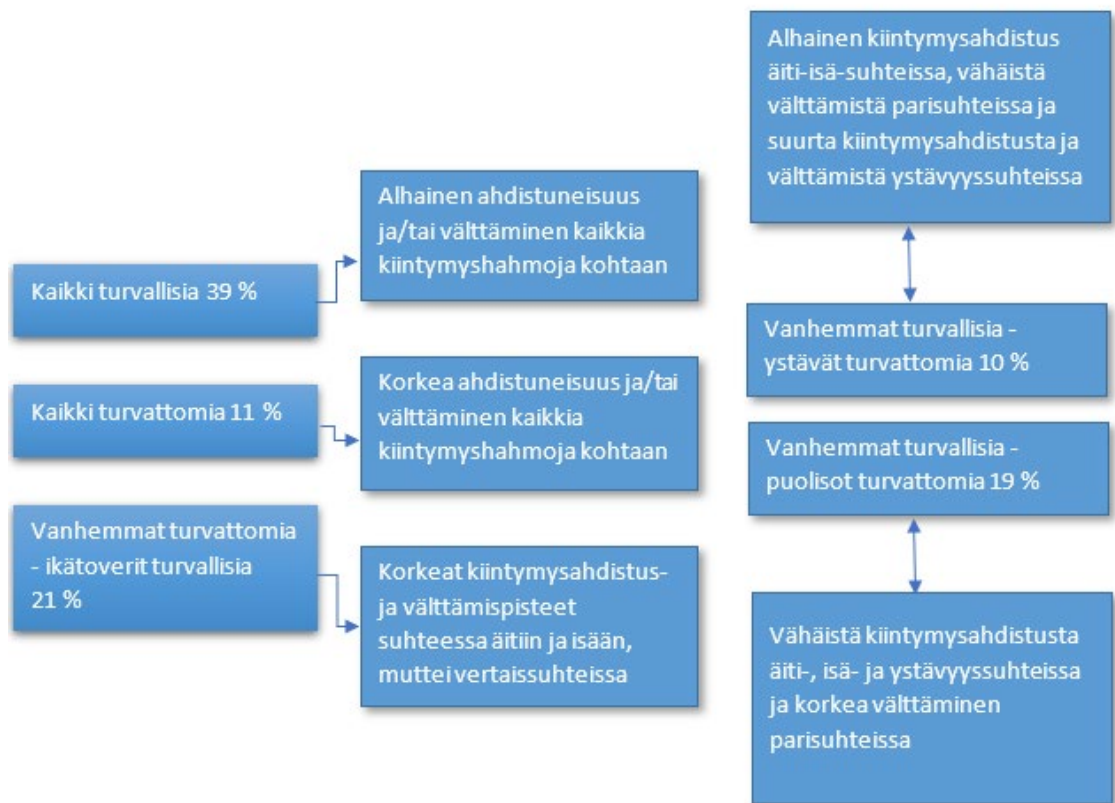 Kaikki turvallisia 39 %
Alhainen ahdistuneisuus
ja/tai välttäminen kaikkia
kiintymyshahmoja kohtaan
Kaikki turvattomia 11 %
Korkea ahdistuneisuus ja/tai
välttäminen kaikkia
kiintymyshahmoja kohtaan
Vanhemmat turvattomia
- ikätoverit turvallisia
21 %
Korkeat kiintymysahdistus-
ja välttämispisteet
suhteessa äitiin ja isään,
muttei vertaissuhteissa
Alhainen kiintymysahdistus
äiti-isä-suhteissa, vähäistä
välttämistä parisuhteissa ja
suurta kiintymysahdistusta ja
välttämistä ystävyyssuhteissa
Vanhemmat turvallisia -
ystävät turvattomia 10 %
Vanhemmat turvallisia -
puolisot turvattomia 19 %
Vähäistä kiintymysahdistusta
äiti-, isä- ja ystävyyssuhteissa
ja korkea välttäminen
parisuhteissa